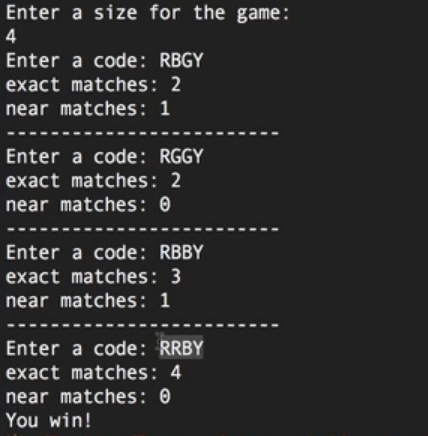 Enter a size for the game:
4
Enter a code: RBGY
exact matches: 2
near matches: 1
-------------------------
Enter a code: RGGY
exact matches: 2
near matches: 0
-------------------------
Enter a code: RBBY
exact matches: 3
near matches: 1
-------------------------
Enter a code: RRBY
exact matches: 4
near matches: 0
You win!